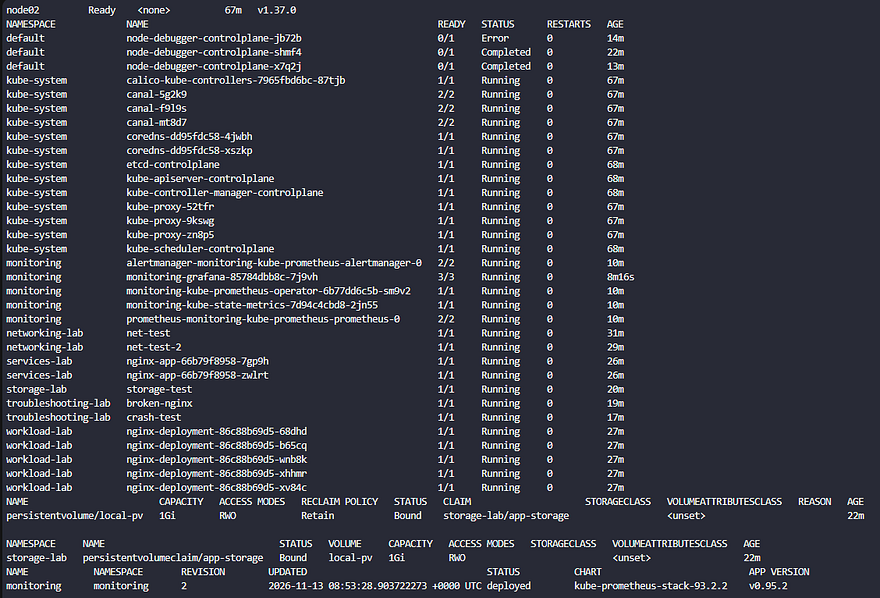 node02 Ready <none> 67m v1.37.0
NAMESPACE NAME READY STATUS RESTARTS AGE
default node-debugger-controlplane-jb72b 0/1 Error 0 14m
default node-debugger-controlplane-shmf4 0/1 Completed 0 22m
default node-debugger-controlplane-x7q2j 0/1 Completed 0 13m
kube-system calico-kube-controllers-7965fbd6bc-87tjb 1/1 Running 0 67m
kube-system canal-5g2k9 2/2 Running 0 67m
kube-system canal-f9l9s 2/2 Running 0 67m
kube-system canal-mt8d7 2/2 Running 0 67m
kube-system coredns-dd95fdc58-4jwbh 1/1 Running 0 67m
kube-system coredns-dd95fdc58-xszkp 1/1 Running 0 67m
kube-system etcd-controlplane 1/1 Running 0 68m
kube-system kube-apiserver-controlplane 1/1 Running 0 68m
kube-system kube-controller-manager-controlplane 1/1 Running 0 68m
kube-system kube-proxy-52tfr 1/1 Running 0 67m
kube-system kube-proxy-9kswg 1/1 Running 0 67m
kube-system kube-proxy-zn8p5 1/1 Running 0 67m
kube-system kube-scheduler-controlplane 1/1 Running 0 68m
monitoring alertmanager-monitoring-kube-prometheus-alertmanager-0 2/2 Running 0 10m
monitoring monitoring-grafana-85784dbb8c-7j9vh 3/3 Running 0 8m16s
monitoring monitoring-kube-prometheus-operator-6b77dd6c5b-sm9v2 1/1 Running 0 10m
monitoring monitoring-kube-state-metrics-7d94c4cbd8-2jn55 1/1 Running 0 10m
monitoring prometheus-monitoring-kube-prometheus-prometheus-0 2/2 Running 0 10m
networking-lab net-test 1/1 Running 0 31m
networking-lab net-test-2 1/1 Running 0 29m
services-lab nginx-app-66b79f8958-7gp9h 1/1 Running 0 26m
services-lab nginx-app-66b79f8958-zwlrt 1/1 Running 0 26m
storage-lab storage-test 1/1 Running 0 20m
troubleshooting-lab broken-nginx 1/1 Running 0 19m
troubleshooting-lab crash-test 1/1 Running 0 17m
workload-lab nginx-deployment-86c88b69d5-68dhd 1/1 Running 0 27m
workload-lab nginx-deployment-86c88b69d5-b65cq 1/1 Running 0 27m
workload-lab nginx-deployment-86c88b69d5-wnb8k 1/1 Running 0 27m
workload-lab nginx-deployment-86c88b69d5-xhhmr 1/1 Running 0 27m
workload-lab nginx-deployment-86c88b69d5-xv84c 1/1 Running 0 27m
NAME CAPACITY ACCESS MODES RECLAIM POLICY STATUS CLAIM STORAGECLASS VOLUMEATTRIBUTESCLASS REASON AGE
persistentvolume/local-pv 1Gi RWO Retain Bound storage-lab/app-storage <unset> 22m
NAMESPACE NAME STATUS VOLUME CAPACITY ACCESS MODES STORAGECLASS VOLUMEATTRIBUTESCLASS AGE
storage-lab persistentvolumeclaim/app-storage Bound local-pv 1Gi RWO <unset> 22m
NAME NAMESPACE REVISION UPDATED STATUS CHART APP VERSION
monitoring monitoring 2 2026-11-13 08:53:28.903722273 +0000 UTC deployed kube-prometheus-stack-93.2.2 v0.95.2